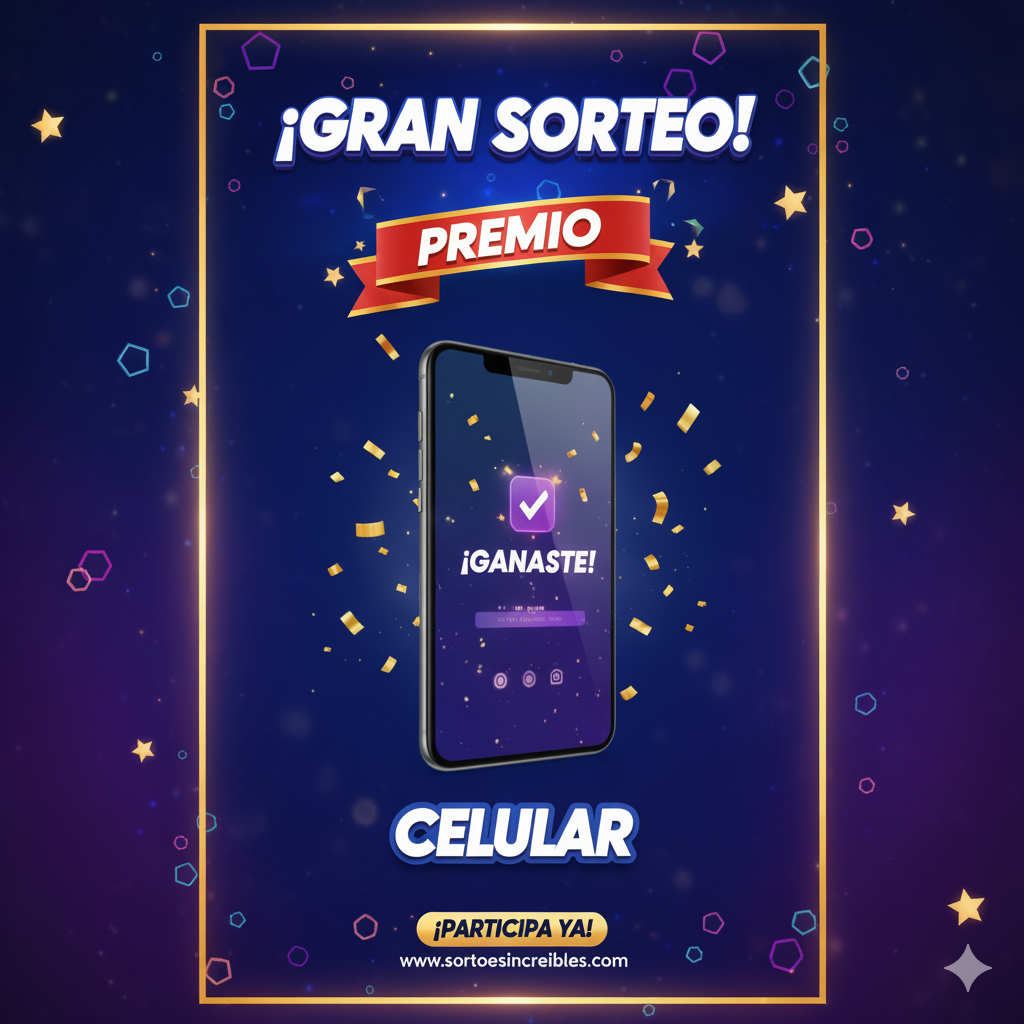 ¡GRAN SORTEO!
PREMIO
¡GANASTE!
CELULAR
¡PARTICIPA YA!
www.sortoesincreibles.com